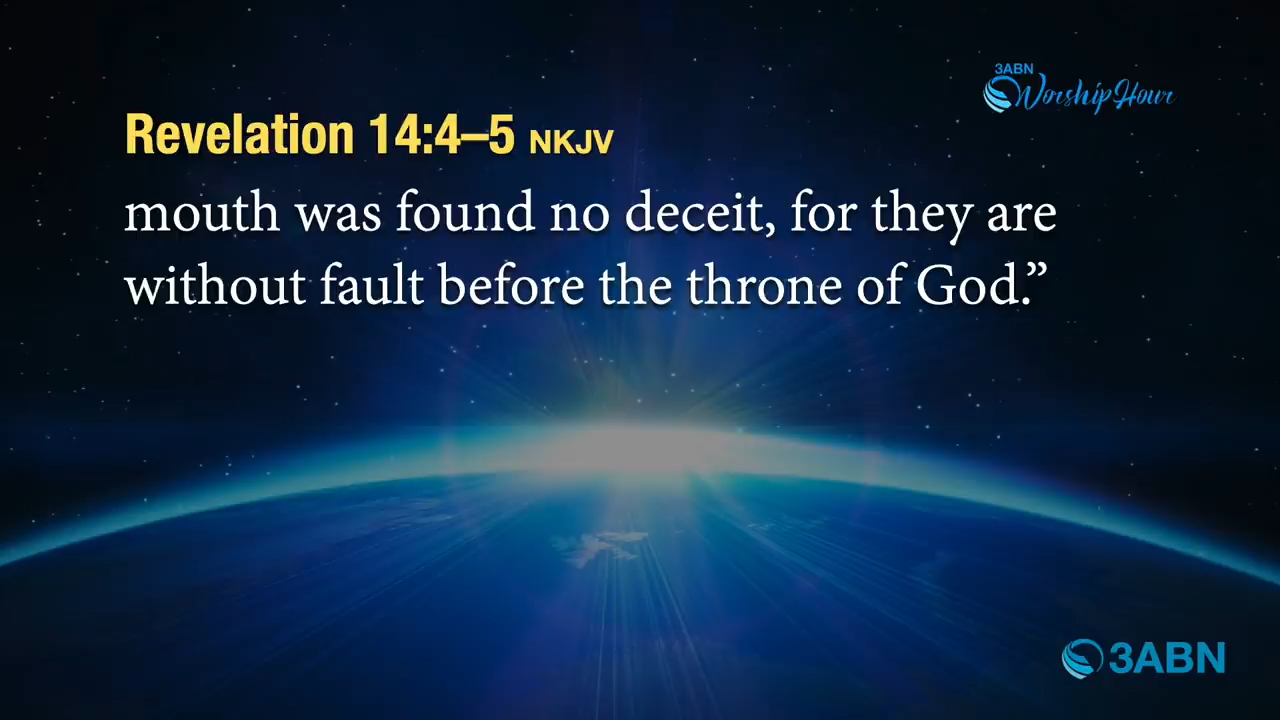 3ABN
Worship Hour
Revelation 14:4–5 NKJV
mouth was found no deceit, for they are
without fault before the throne of God.”
3ABN